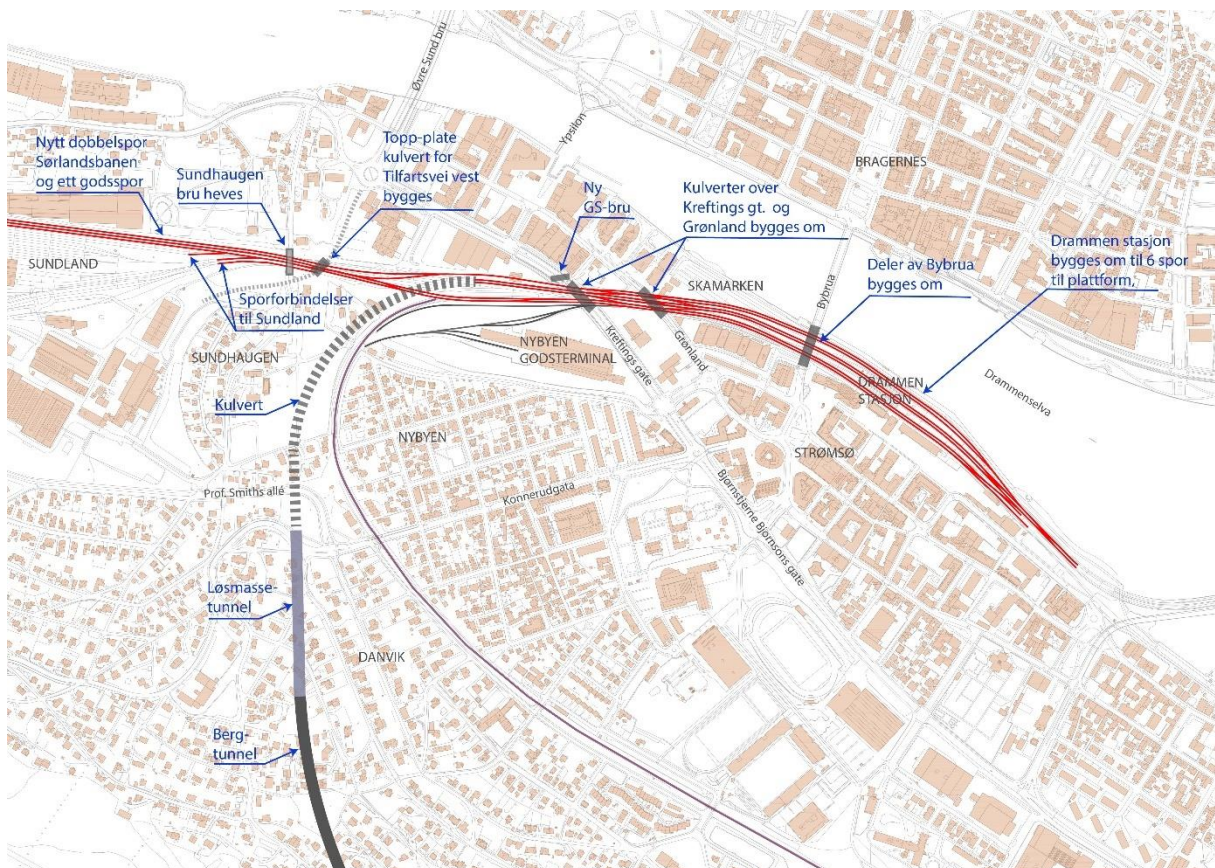 Øvre Sund bru
Ypsilon
BRAGERNES
Nytt dobbelspor
Sørlandsbanen
og ett godsspor
Sundhaugen
bru heves
Topp-plate
kulvert for
Tilfartsvei vest
bygges
Ny
GS-bru
Kulverter over
Kreftings gt. og
Grønland bygges om
Drammen stasjon
bygges om til 6 spor
til plattform,
Deler av Bybrua
bygges om
Bybrua
SUNDLAND
SKAMARKEN
Sporforbindelser
til Sundland
SUNDHAUGEN
NYBYEN
GODSTERMINAL
Kreftings gate
Grønland
DRAMMEN
STASJON
Drammenselva
Kulvert
NYBYEN
STRØMSØ
Prof. Smiths allé
Konnerudgata
Bjørnstjerne Bjørnsons gate
Løsmasse-
tunnel
DANVIK
Berg-
tunnel